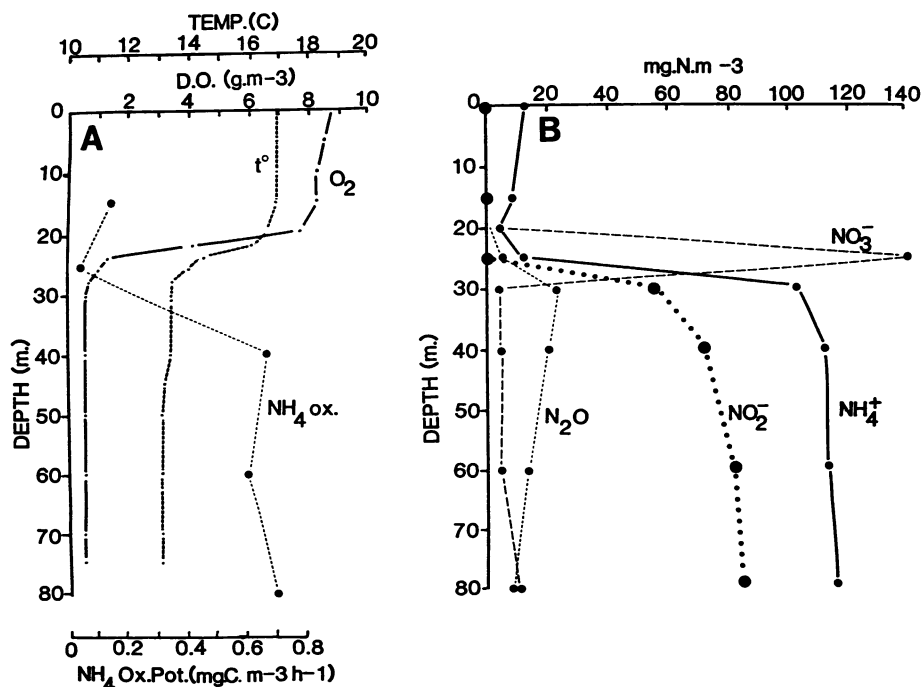 TEMP.(C)
10 12 14 16 18 20
D.O. (g.m-3)
0 2 4 6 8 10
A
t°
O2
NH4 ox.
DEPTH (m.)
10
20
30
40
50
60
70
80
0 0.2 0.4 0.6 0.8
NH4 Ox.Pot.(mgC. m-3 h-1)
mg.N.m -3
0 20 40 60 80 100 120 140
B
NO3-
N2O
NO2-
NH4+
DEPTH (m.)
10
20
30
40
50
60
70
80